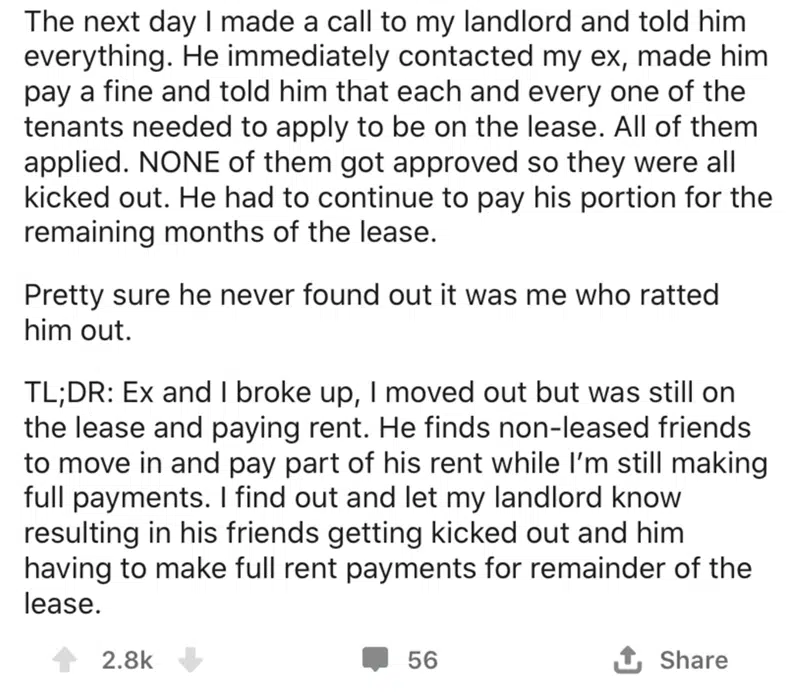 The next day I made a call to my landlord and told him
everything. He immediately contacted my ex, made him
pay a fine and told him that each and every one of the
tenants needed to apply to be on the lease. All of them
applied. NONE of them got approved so they were all
kicked out. He had to continue to pay his portion for the
remaining months of the lease.
Pretty sure he never found out it was me who ratted
him out.
TL;DR: Ex and I broke up, I moved out but was still on
the lease and paying rent. He finds non-leased friends
to move in and pay part of his rent while I’m still making
full payments. I find out and let my landlord know
resulting in his friends getting kicked out and him
having to make full rent payments for remainder of the
lease.
2.8k 56 Share